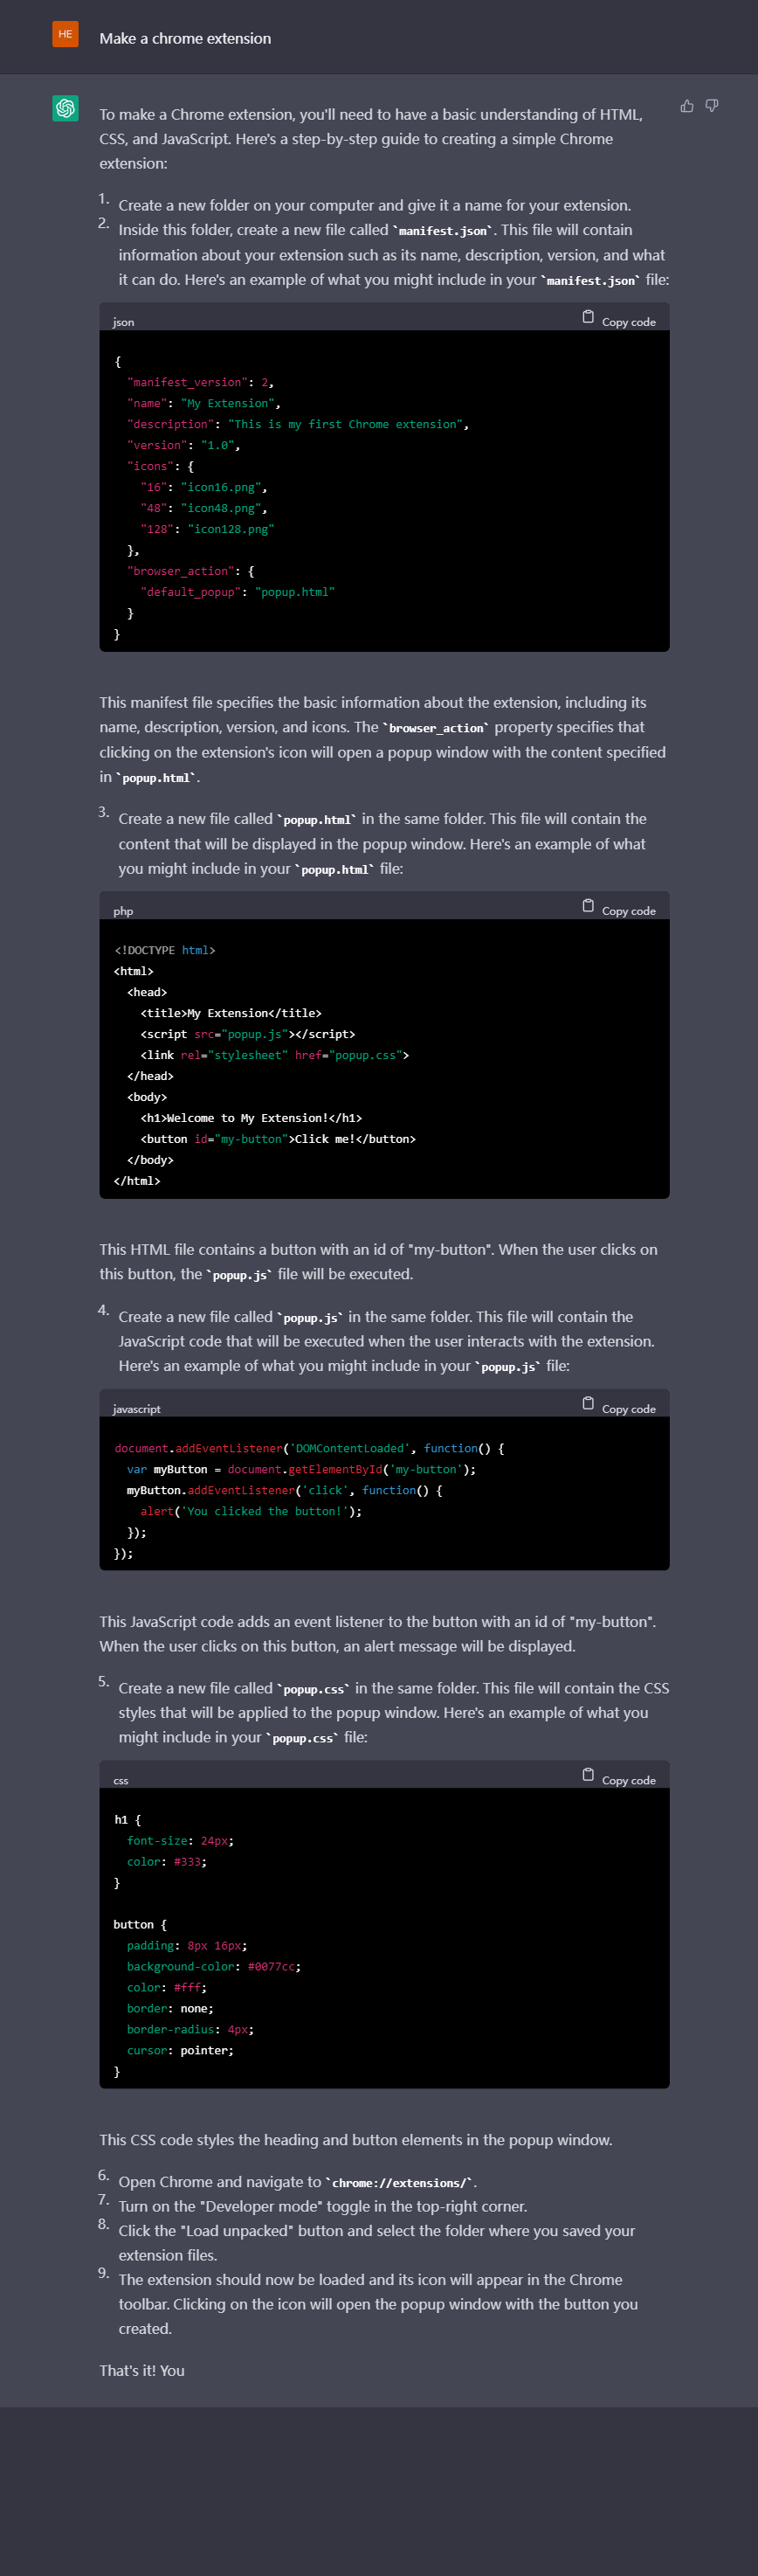 HE
Make a chrome extension
To make a Chrome extension, you'll need to have a basic understanding of HTML,
CSS, and JavaScript. Here's a step-by-step guide to creating a simple Chrome
extension:
1. Create a new folder on your computer and give it a name for your extension.
2. Inside this folder, create a new file called `manifest.json`. This file will contain
information about your extension such as its name, description, version, and what
it can do. Here's an example of what you might include in your `manifest.json` file:
json Copy code
{
  "manifest_version": 2,
  "name": "My Extension",
  "description": "This is my first Chrome extension",
  "version": "1.0",
  "icons": {
    "16": "icon16.png",
    "48": "icon48.png",
    "128": "icon128.png"
  },
  "browser_action": {
    "default_popup": "popup.html"
  }
}
This manifest file specifies the basic information about the extension, including its
name, description, version, and icons. The `browser_action` property specifies that
clicking on the extension's icon will open a popup window with the content specified
in `popup.html`.
3. Create a new file called `popup.html` in the same folder. This file will contain the
content that will be displayed in the popup window. Here's an example of what
you might include in your `popup.html` file:
php Copy code
<!DOCTYPE html>
<html>
  <head>
    <title>My Extension</title>
    <script src="popup.js"></script>
    <link rel="stylesheet" href="popup.css">
  </head>
  <body>
    <h1>Welcome to My Extension!</h1>
    <button id="my-button">Click me!</button>
  </body>
</html>
This HTML file contains a button with an id of "my-button". When the user clicks on
this button, the `popup.js` file will be executed.
4. Create a new file called `popup.js` in the same folder. This file will contain the
JavaScript code that will be executed when the user interacts with the extension.
Here's an example of what you might include in your `popup.js` file:
javascript Copy code
document.addEventListener('DOMContentLoaded', function() {
  var myButton = document.getElementById('my-button');
  myButton.addEventListener('click', function() {
    alert('You clicked the button!');
  });
});
This JavaScript code adds an event listener to the button with an id of "my-button".
When the user clicks on this button, an alert message will be displayed.
5. Create a new file called `popup.css` in the same folder. This file will contain the CSS
styles that will be applied to the popup window. Here's an example of what you
might include in your `popup.css` file:
css Copy code
h1 {
  font-size: 24px;
  color: #333;
}
button {
  padding: 8px 16px;
  background-color: #0077cc;
  color: #fff;
  border: none;
  border-radius: 4px;
  cursor: pointer;
}
This CSS code styles the heading and button elements in the popup window.
6. Open Chrome and navigate to `chrome://extensions/`.
7. Turn on the "Developer mode" toggle in the top-right corner.
8. Click the "Load unpacked" button and select the folder where you saved your
extension files.
9. The extension should now be loaded and its icon will appear in the Chrome
toolbar. Clicking on the icon will open the popup window with the button you
created.
That's it! You